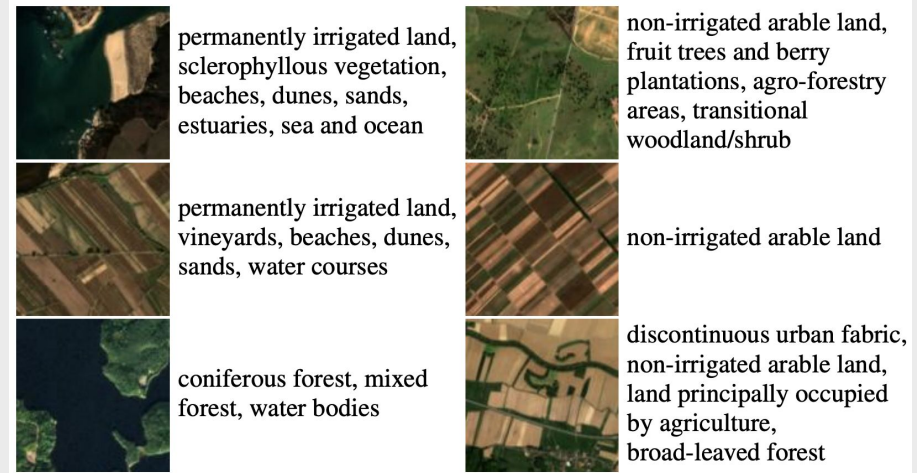 permanently irrigated land,
sclerophyllous vegetation,
beaches, dunes, sands,
estuaries, sea and ocean
non-irrigated arable land,
fruit trees and berry
plantations, agro-forestry
areas, transitional
woodland/shrub
permanently irrigated land,
vineyards, beaches, dunes,
sands, water courses
non-irrigated arable land
coniferous forest, mixed
forest, water bodies
discontinuous urban fabric,
non-irrigated arable land,
land principally occupied
by agriculture,
broad-leaved forest